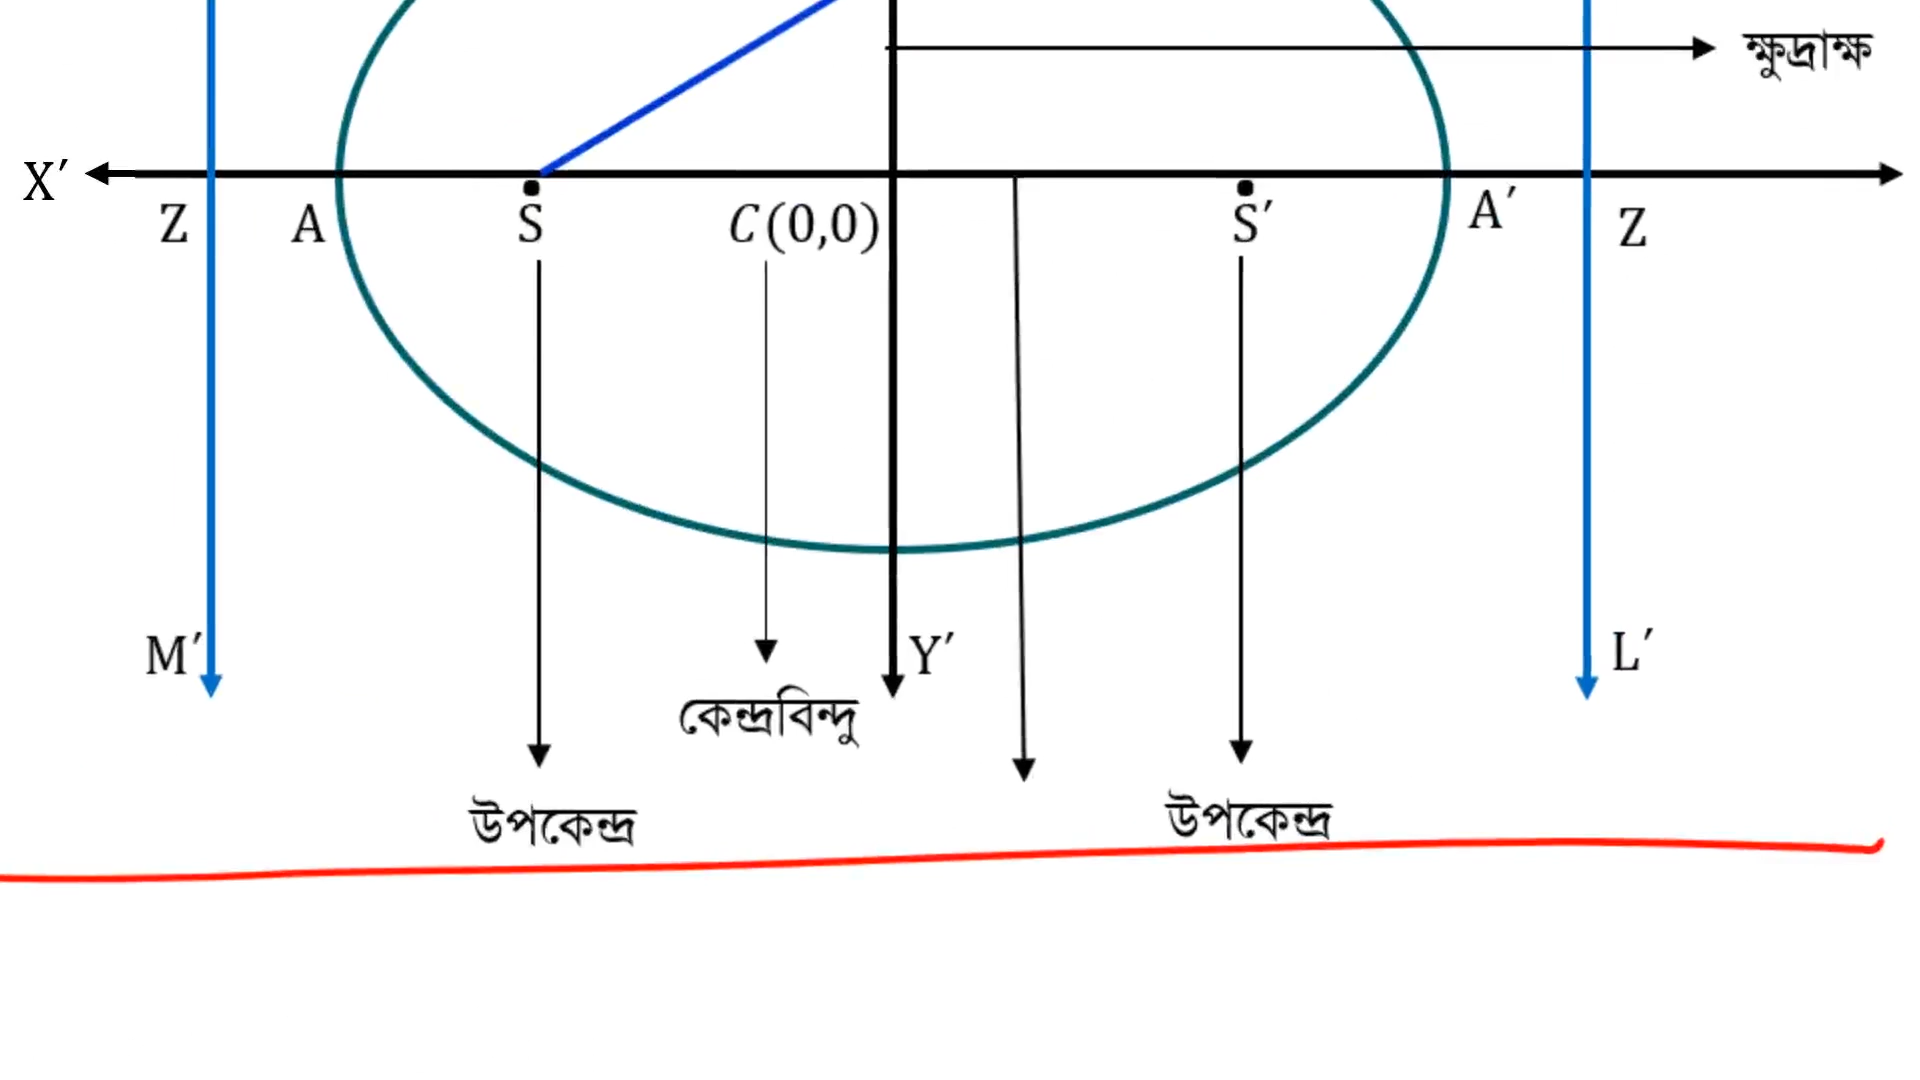 ক্ষুদ্রাক্ষ
X′
Z A S C(0,0) S′ A′ Z
M′ Y′ L′
কেন্দ্রবিন্দু
উপকেন্দ্র উপকেন্দ্র